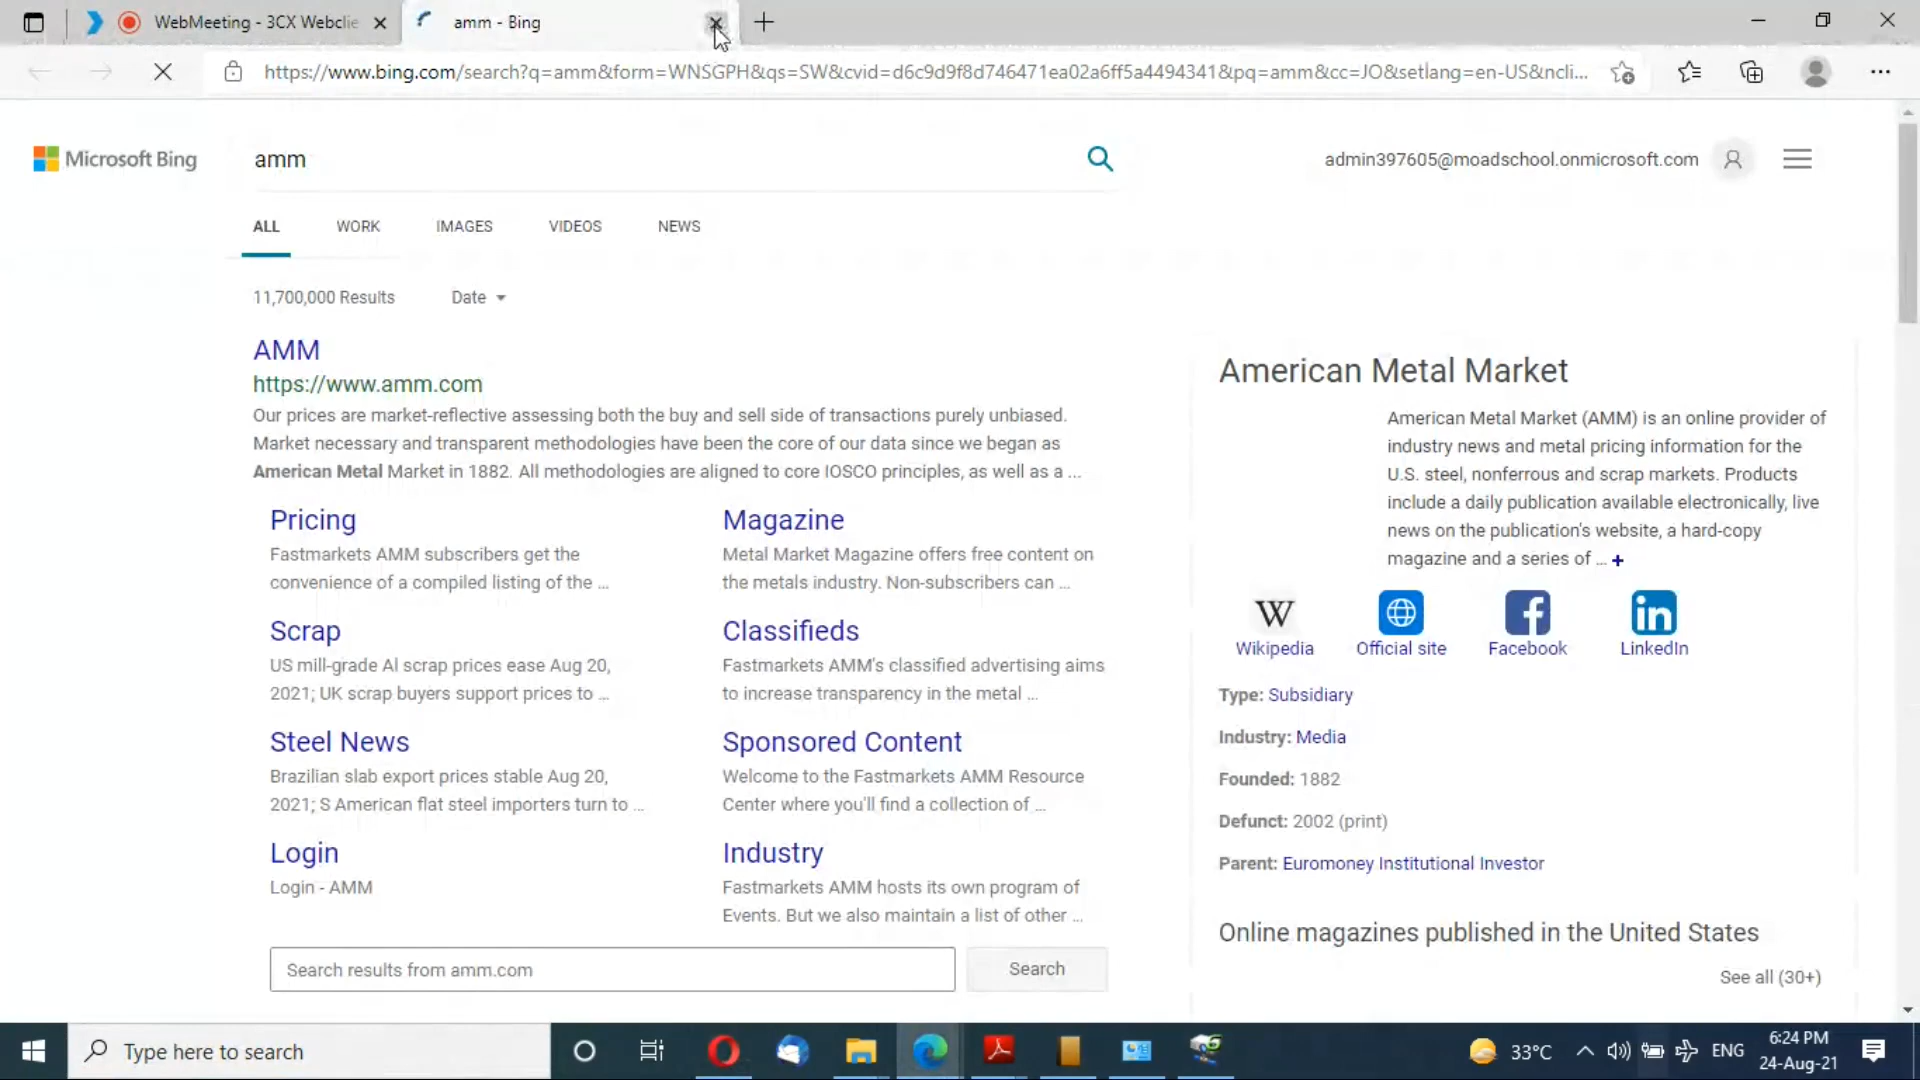 WebMeeting - 3CX Webclie
amm - Bing
https://www.bing.com/search?q=amm&form=WNSGPH&qs=SW&cvid=d6c9d9f8d746471ea02a6ff5a4494341&pq=amm&cc=JO&setlang=en-US&ncli...
Microsoft Bing
amm
admin397605@moadschool.onmicrosoft.com
ALL WORK IMAGES VIDEOS NEWS
11,700,000 Results Date
AMM
https://www.amm.com
Our prices are market-reflective assessing both the buy and sell side of transactions purely unbiased.
Market necessary and transparent methodologies have been the core of our data since we began as
American Metal Market in 1882. All methodologies are aligned to core IOSCO principles, as well as a ...
Pricing
Fastmarkets AMM subscribers get the
convenience of a compiled listing of the ...
Magazine
Metal Market Magazine offers free content on
the metals industry. Non-subscribers can ...
Scrap
US mill-grade Al scrap prices ease Aug 20,
2021; UK scrap buyers support prices to ...
Classifieds
Fastmarkets AMM's classified advertising aims
to increase transparency in the metal ...
Steel News
Brazilian slab export prices stable Aug 20,
2021; S American flat steel importers turn to ...
Sponsored Content
Welcome to the Fastmarkets AMM Resource
Center where you'll find a collection of ...
Login
Login - AMM
Industry
Fastmarkets AMM hosts its own program of
Events. But we also maintain a list of other ...
Search results from amm.com
Search
American Metal Market
American Metal Market (AMM) is an online provider of
industry news and metal pricing information for the
U.S. steel, nonferrous and scrap markets. Products
include a daily publication available electronically, live
news on the publication's website, a hard-copy
magazine and a series of ... +
W
f
in
Wikipedia Official site Facebook LinkedIn
Type: Subsidiary
Industry: Media
Founded: 1882
Defunct: 2002 (print)
Parent: Euromoney Institutional Investor
Online magazines published in the United States
See all (30+)
Type here to search
33°C
ENG
6:24 PM
24-Aug-21